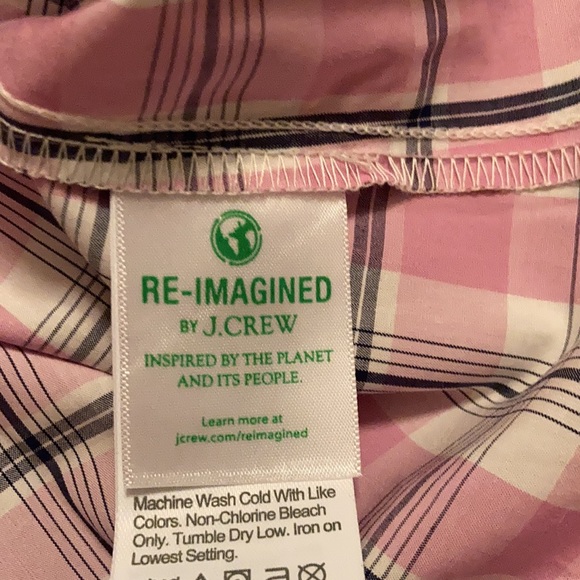 RE-IMAGINED
BY J.CREW
INSPIRED BY THE PLANET
AND ITS PEOPLE.
Learn more at
jcrew.com/reimagined
Machine Wash Cold With Like
Colors. Non-Chlorine Bleach
Only. Tumble Dry Low. Iron on
Lowest Setting.